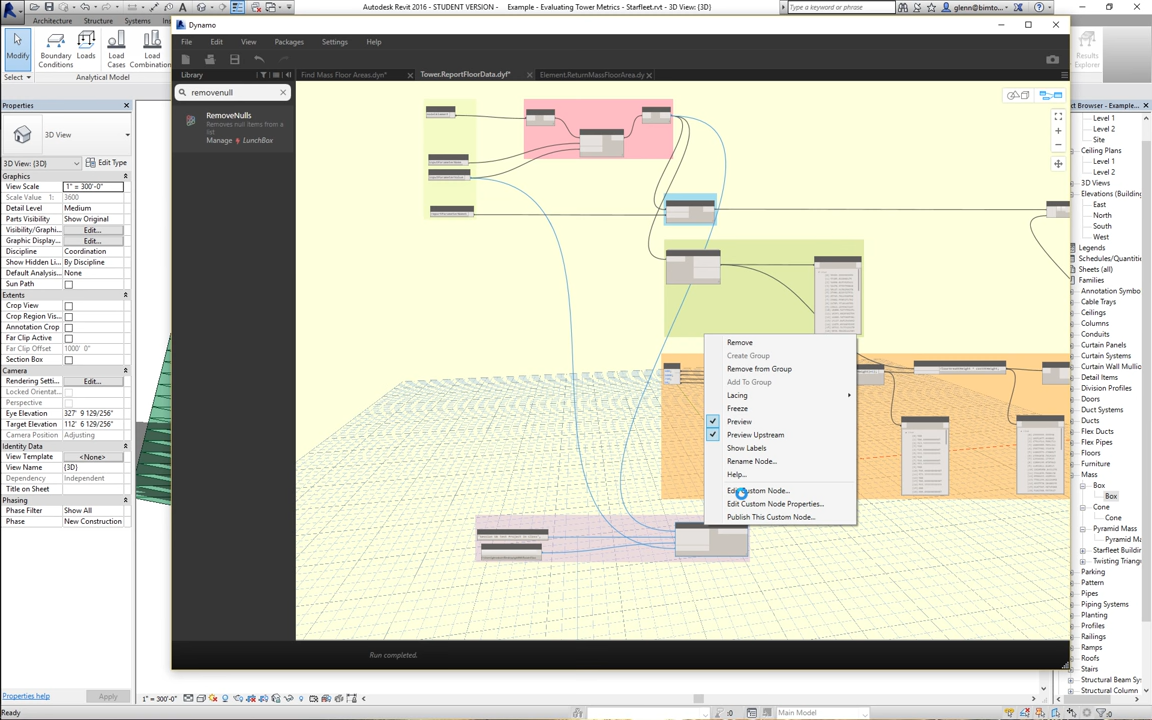 Autodesk Revit 2016 - STUDENT VERSION -    Example - Evaluating Tower Metrics - Starfleet.rvt - 3D View: {3D}
Type a keyword or phrase
glenn@bimto...
Architecture
Structure
Systems
Modify
Boundary Conditions
Loads
Load Cases
Load Combinations
Select
Analytical Model
Results Explorer
Dynamo
File
Edit
View
Packages
Settings
Help
Library
Find Mass Floor Areas.dyn*
Tower.ReportFloorData.dyf*
Element.ReturnMassFloorArea.dy
removenull
RemoveNulls
Removes null items from a list
Manage
LunchBox
Remove
Create Group
Remove from Group
Add To Group
Lacing
Freeze
Preview
Preview Upstream
Show Labels
Rename Node...
Help...
Edit Custom Node...
Edit Custom Node Properties...
Publish This Custom Node...
Run completed.
Properties
3D View
3D View: {3D}
Edit Type
Graphics
View Scale
1" = 300'-0"
Scale Value    1:
3600
Detail Level
Medium
Parts Visibility
Show Original
Visibility/Graphi...
Edit...
Graphic Display...
Edit...
Discipline
Coordination
Show Hidden Li...
By Discipline
Default Analysis...
None
Sun Path
Extents
Crop View
Crop Region Vis...
Annotation Crop
Far Clip Active
Far Clip Offset
1000'  0"
Section Box
Camera
Rendering Setti...
Edit...
Locked Orientat...
Perspective
Eye Elevation
327'  9 129/256"
Target Elevation
112'  6 129/256"
Camera Position
Adjusting
Identity Data
View Template
<None>
View Name
{3D}
Dependency
Independent
Title on Sheet
Phasing
Phase Filter
Show All
Phase
New Construction
Properties help
Apply
1" = 300'-0"
Ready
Main Model
:0
:0
ct Browser - Example...
Level 1
Level 2
Site
Ceiling Plans
Level 1
Level 2
3D Views
Elevations (Building
East
North
South
West
Legends
Schedules/Quantitie
Sheets (all)
Families
Annotation Symbo
Cable Trays
Ceilings
Columns
Conduits
Curtain Panels
Curtain Systems
Curtain Wall Mullio
Detail Items
Division Profiles
Doors
Duct Systems
Ducts
Flex Ducts
Flex Pipes
Floors
Furniture
Mass
Box
Box
Cone
Cone
Pyramid Mass
Pyramid Ma
Starfleet Buildin
Twisting Triang
Parking
Pattern
Pipes
Piping Systems
Planting
Profiles
Railings
Ramps
Roofs
Stairs
Structural Beam Sy
Structural Column